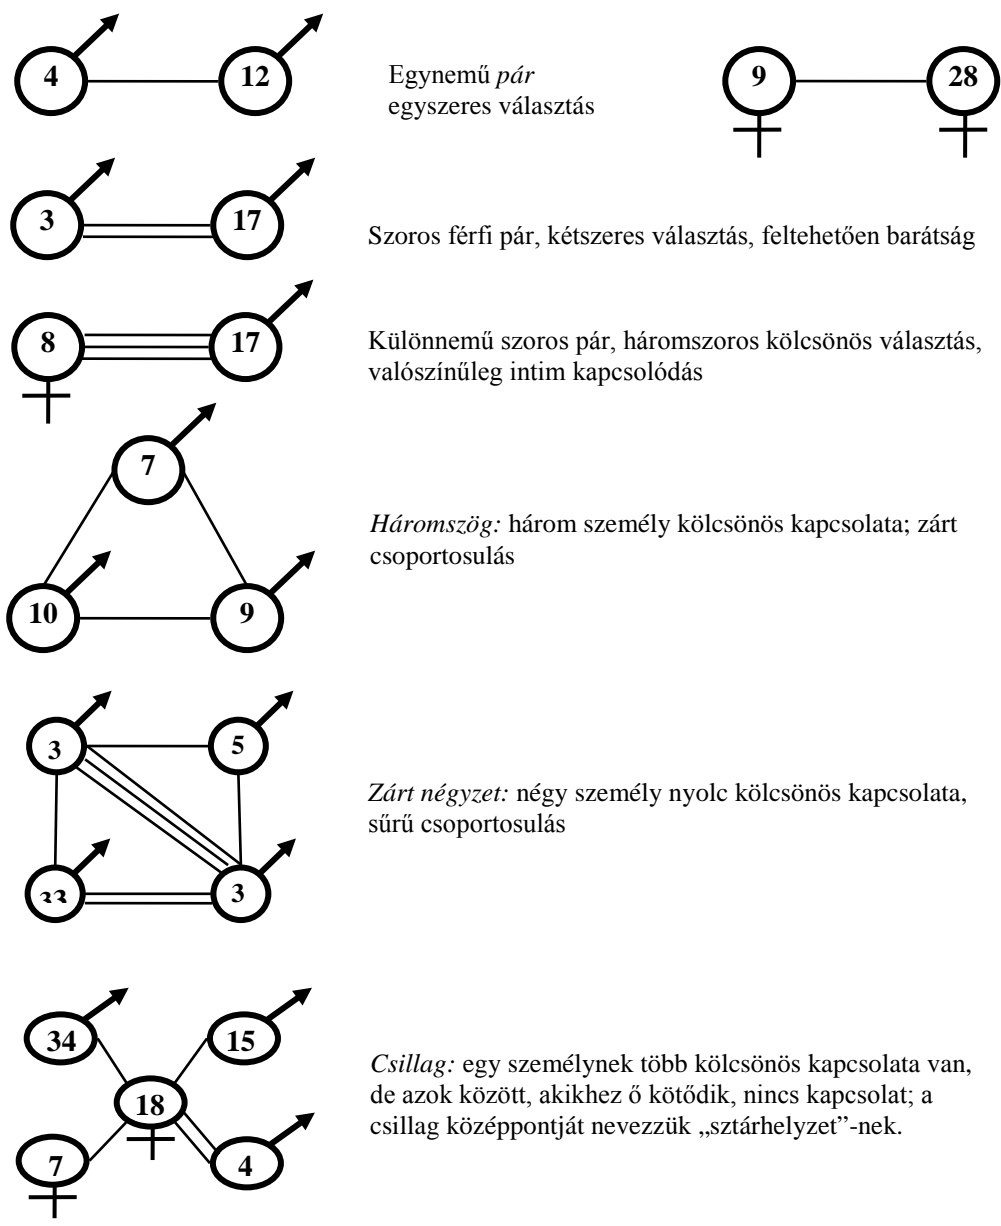 4 12 Egynemű pár 9 28
egyszeres választás
3 17 Szoros férfi pár, kétszeres választás, feltehetően barátság
8 17 Különnemű szoros pár, háromszoros kölcsönös választás,
valószínűleg intim kapcsolódás
7
Háromszög: három személy kölcsönös kapcsolata; zárt
csoportosulás
10 9
3 5
Zárt négyzet: négy személy nyolc kölcsönös kapcsolata,
sűrű csoportosulás
33 3
34 15
Csillag: egy személynek több kölcsönös kapcsolata van,
de azok között, akikhez ő kötődik, nincs kapcsolat; a
18
csillag középpontját nevezzük „sztárhelyzet”-nek.
7 4